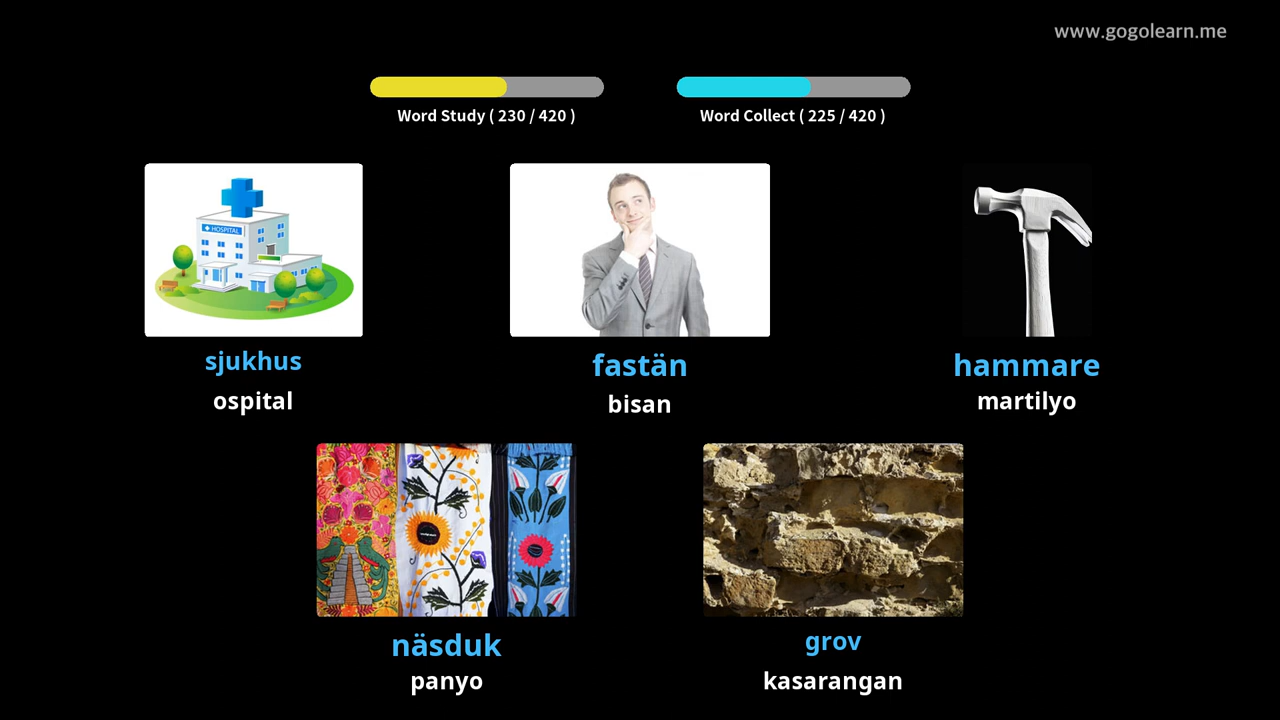 www.gogolearn.me
Word Study ( 230 / 420 )
Word Collect ( 225 / 420 )
HOSPITAL
sjukhus
ospital
fastän
bisan
hammare
martilyo
näsduk
panyo
grov
kasarangan